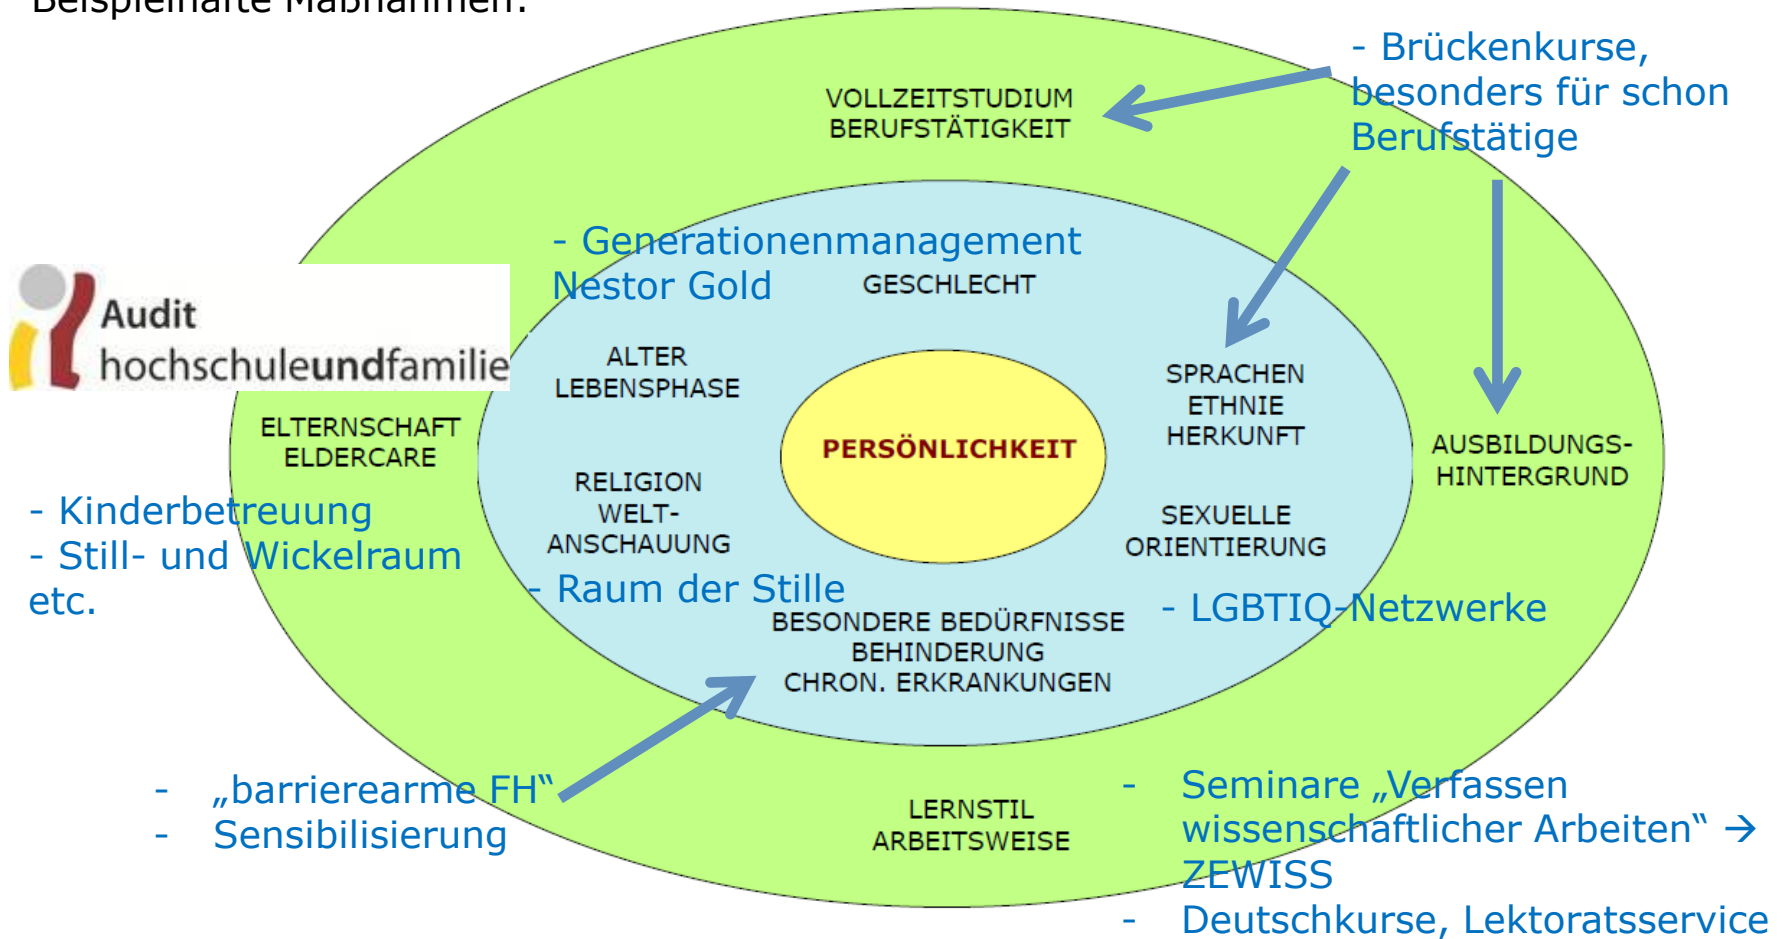 Beispielhafte Maßnahmen:
- Brückenkurse,
besonders für schon
Berufstätige
VOLLZEITSTUDIUM
BERUFSTÄTIGKEIT
- Generationenmanagement
Nestor Gold
GESCHLECHT
Audit
hochschuleundfamilie
ALTER
LEBENSPHASE
SPRACHEN
ETHNIE
HERKUNFT
ELTERNSCHAFT
ELDERCARE
PERSÖNLICHKEIT
AUSBILDUNGS-
HINTERGRUND
RELIGION
WELT-
ANSCHAUUNG
SEXUELLE
ORIENTIERUNG
- Kinderbetreuung
- Still- und Wickelraum
etc.
- Raum der Stille
- LGBTIQ-Netzwerke
BESONDERE BEDÜRFNISSE
BEHINDERUNG
CHRON. ERKRANKUNGEN
- „barrierearme FH“
- Sensibilisierung
LERNSTIL
ARBEITSWEISE
- Seminare „Verfassen
wissenschaftlicher Arbeiten“ →
ZEWISS
- Deutschkurse, Lektoratsservice